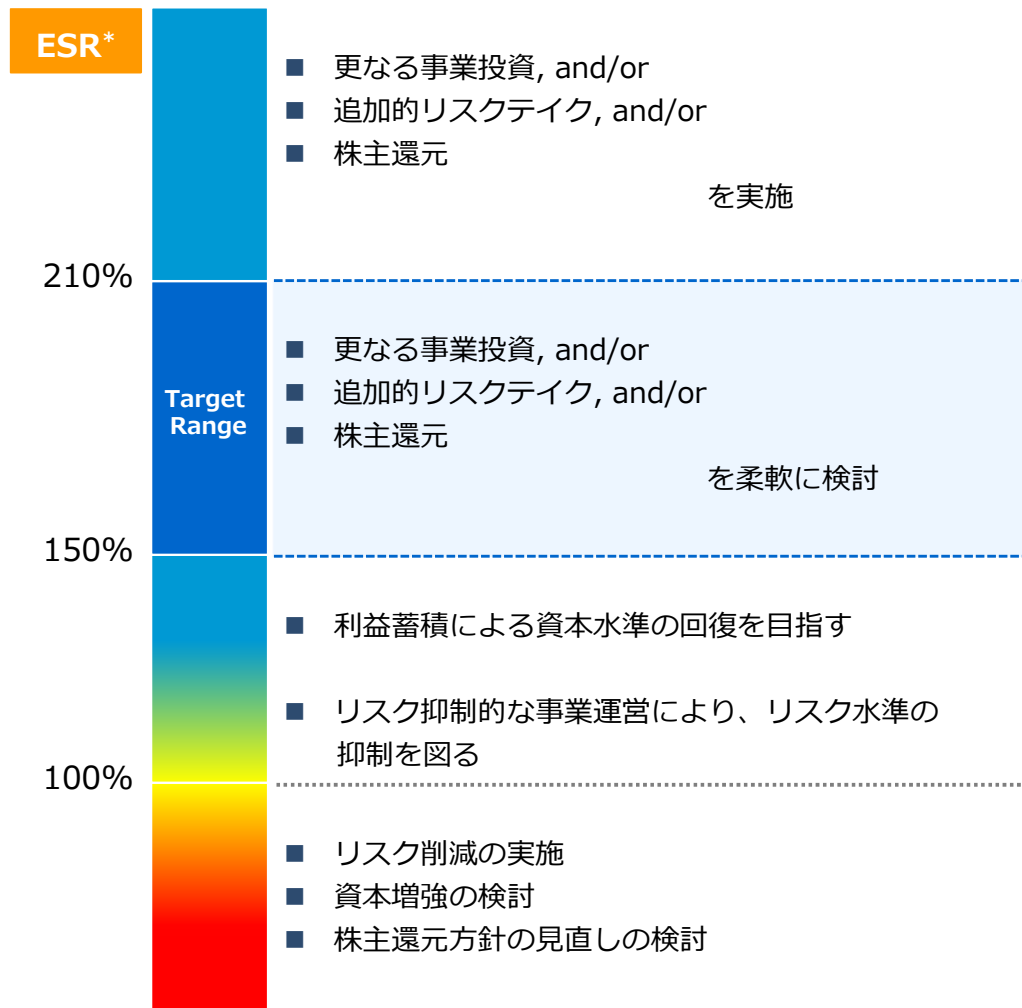 ESR*
■ 更なる事業投資, and/or
■ 追加的リスクテイク, and/or
■ 株主還元
を実施
210%
■ 更なる事業投資, and/or
■ 追加的リスクテイク, and/or
■ 株主還元
を柔軟に検討
Target
Range
150%
■ 利益蓄積による資本水準の回復を目指す
■ リスク抑制的な事業運営により、リスク水準の
抑制を図る
100%
■ リスク削減の実施
■ 資本増強の検討
■ 株主還元方針の見直しの検討